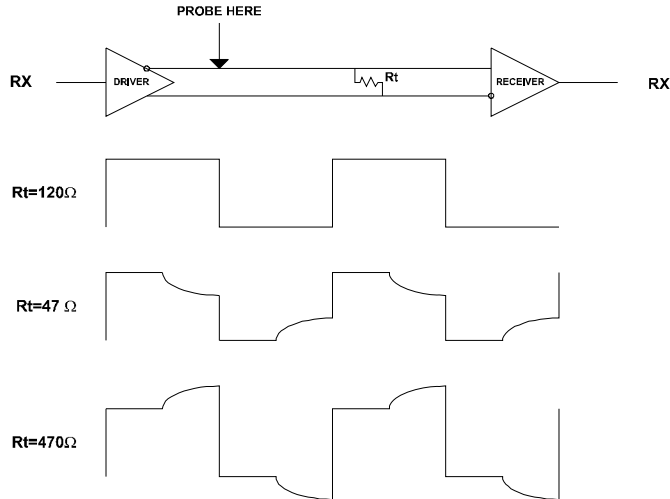 PROBE HERE
RX
DRIVER
Rt
RECEIVER
RX
Rt=120Ω
Rt=47 Ω
Rt=470Ω